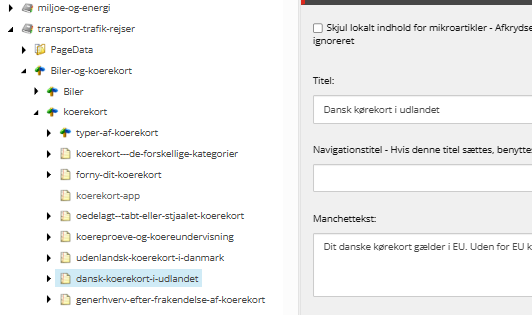 miljoe-og-energi
transport-trafik-rejser
PageData
Biler-og-koerekort
Biler
koerekort
typer-af-koerekort
koerekort---de-forskellige-kategorier
forny-dit-koerekort
koerekort-app
oedelagt--tabt-eller-stjaalet-koerekort
koereproeve-og-koereundervisning
udenlandsk-koerekort-i-danmark
dansk-koerekort-i-udlandet
generhverv-efter-frakendelse-af-koerekort
Skjul lokalt indhold for mikroartikler - Afkrydse
ignoreret
Titel:
Dansk kørekort i udlandet
Navigationstitel - Hvis denne titel sættes, benyttes
Manchettekst:
Dit danske kørekort gælder i EU. Uden for EU k